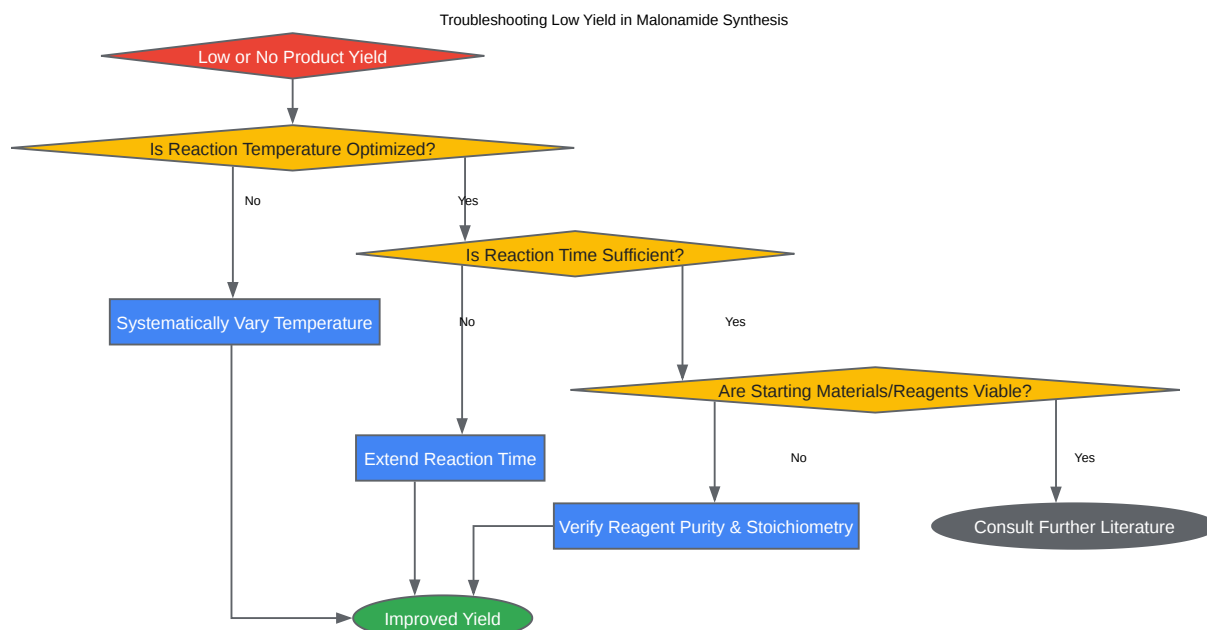 Troubleshooting Low Yield in Malonamide Synthesis
Low or No Product Yield
Is Reaction Temperature Optimized?
No
Yes
Is Reaction Time Sufficient?
Systematically Vary Temperature
No
Yes
Are Starting Materials/Reagents Viable?
Extend Reaction Time
No
Yes
Verify Reagent Purity & Stoichiometry
Consult Further Literature
Improved Yield